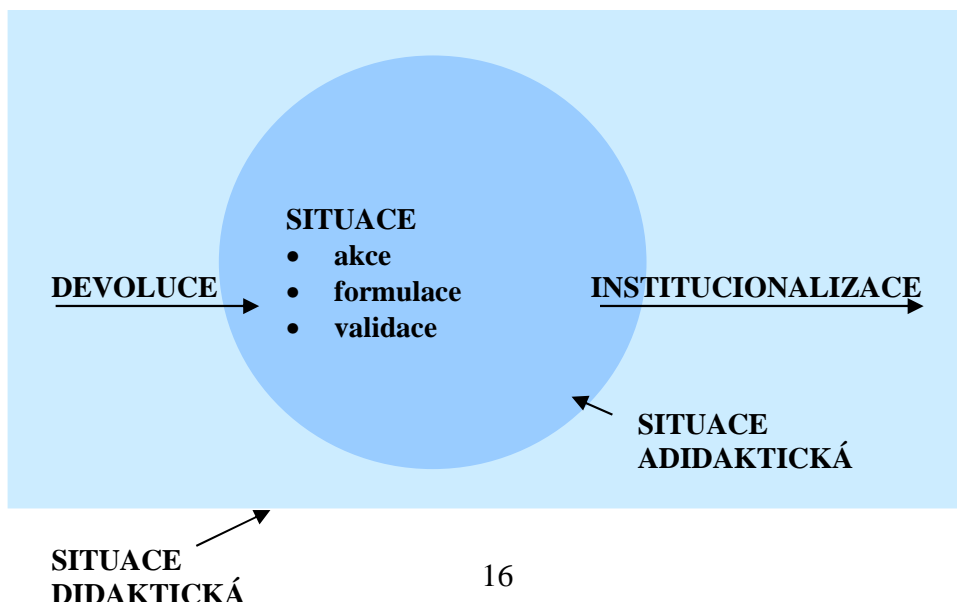 SITUACE
• akce
DEVOLUCE
• formulace
INSTITUCIONALIZACE
• validace
SITUACE
ADIDAKTICKÁ
SITUACE
DIDAKTICKÁ
16